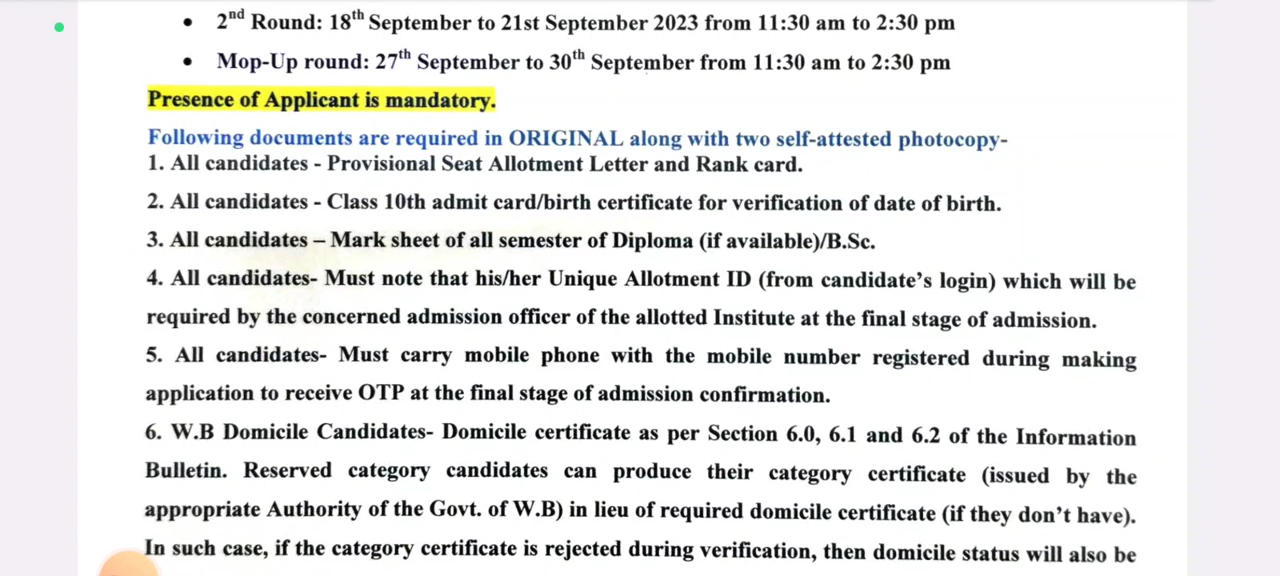 • 2nd Round: 18th September to 21st September 2023 from 11:30 am to 2:30 pm
• Mop-Up round: 27th September to 30th September from 11:30 am to 2:30 pm
Presence of Applicant is mandatory.
Following documents are required in ORIGINAL along with two self-attested photocopy-
1. All candidates - Provisional Seat Allotment Letter and Rank card.
2. All candidates - Class 10th admit card/birth certificate for verification of date of birth.
3. All candidates – Mark sheet of all semester of Diploma (if available)/B.Sc.
4. All candidates- Must note that his/her Unique Allotment ID (from candidate's login) which will be
required by the concerned admission officer of the allotted Institute at the final stage of admission.
5. All candidates- Must carry mobile phone with the mobile number registered during making
application to receive OTP at the final stage of admission confirmation.
6. W.B Domicile Candidates- Domicile certificate as per Section 6.0, 6.1 and 6.2 of the Information
Bulletin. Reserved category candidates can produce their category certificate (issued by the
appropriate Authority of the Govt. of W.B) in lieu of required domicile certificate (if they don't have).
In such case, if the category certificate is rejected during verification, then domicile status will also be